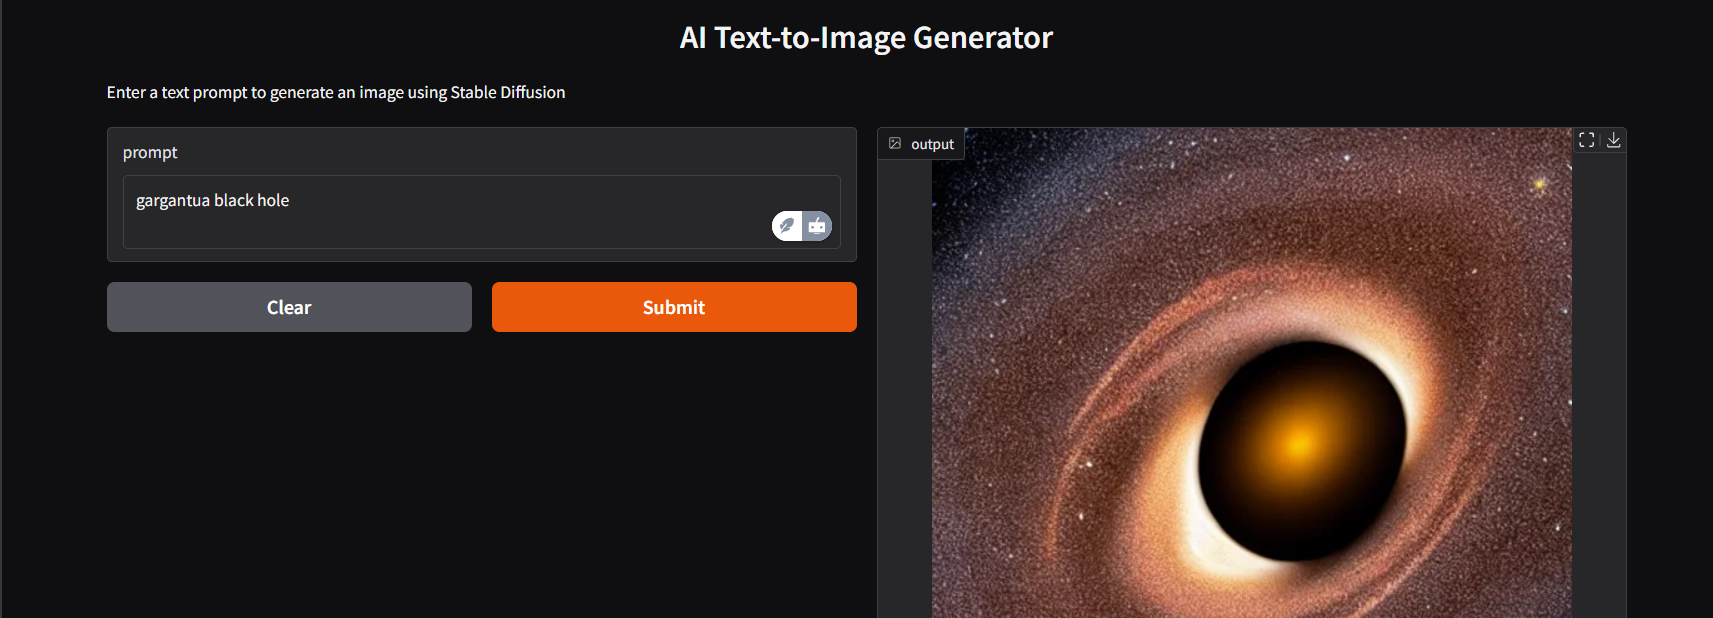 AI Text-to-Image Generator
Enter a text prompt to generate an image using Stable Diffusion
prompt
gargantua black hole
Clear
Submit
output